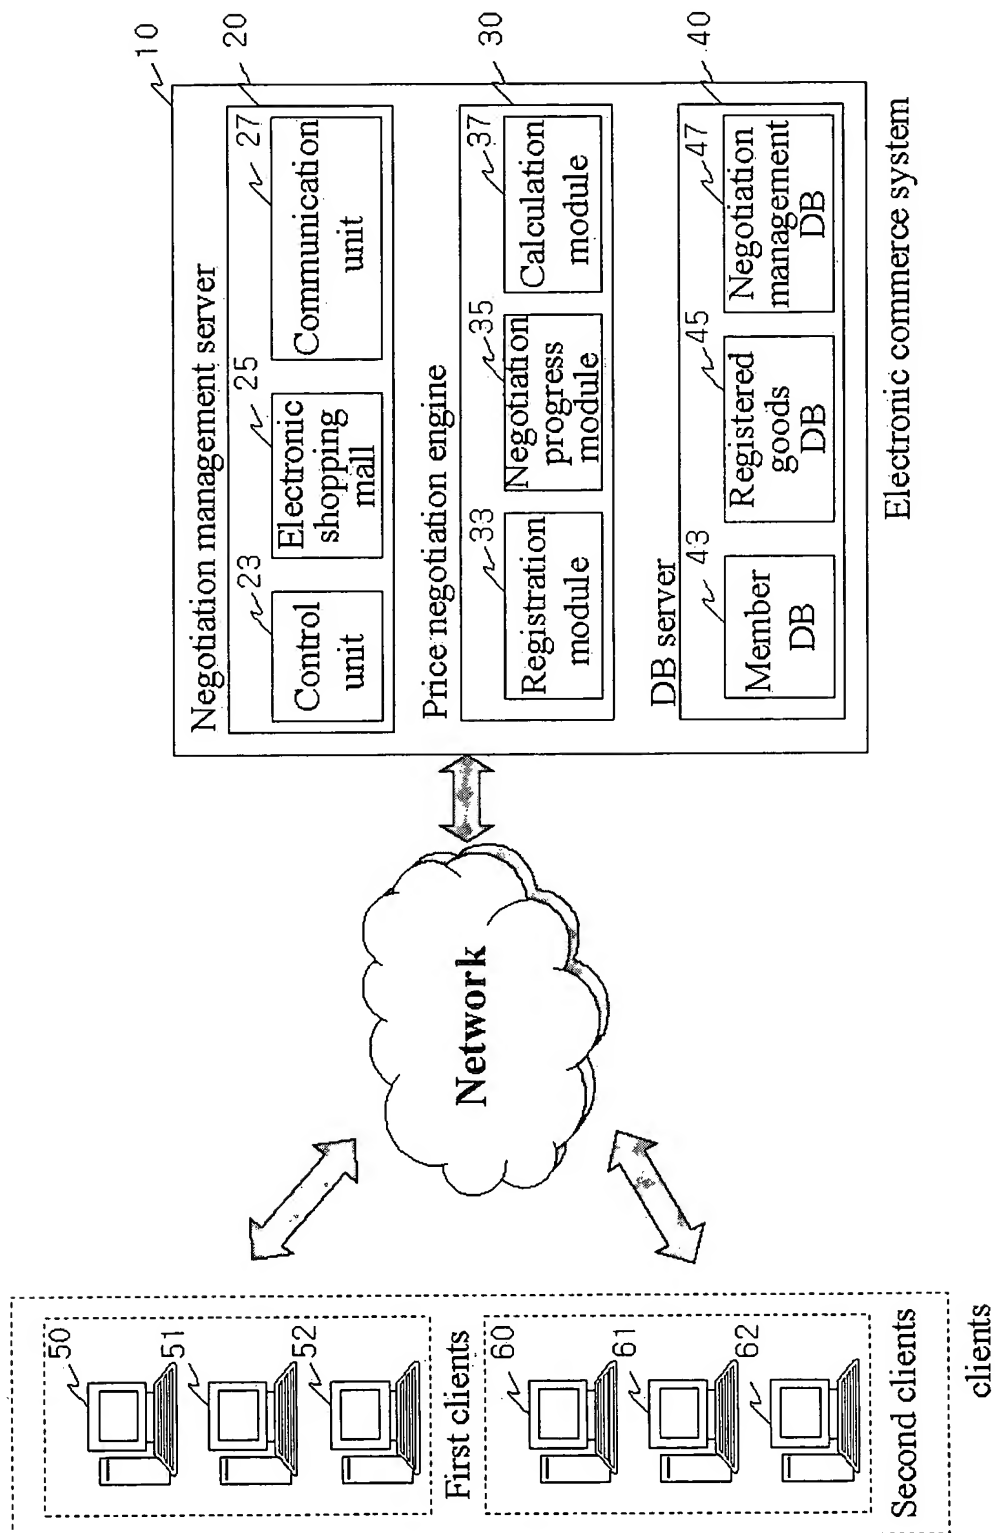 10
Negotiation management server
20
23
Control
unit
25
Electronic
shopping
mall
27
Communication
unit
Price negotiation engine
30
33
Registration
module
35
Negotiation
progress
module
37
Calculation
module
DB server
40
43
Member
DB
45
Registered
goods
DB
47
Negotiation
management
DB
Electronic commerce system
Network
50
51
52
First clients
60
61
62
Second clients
clients